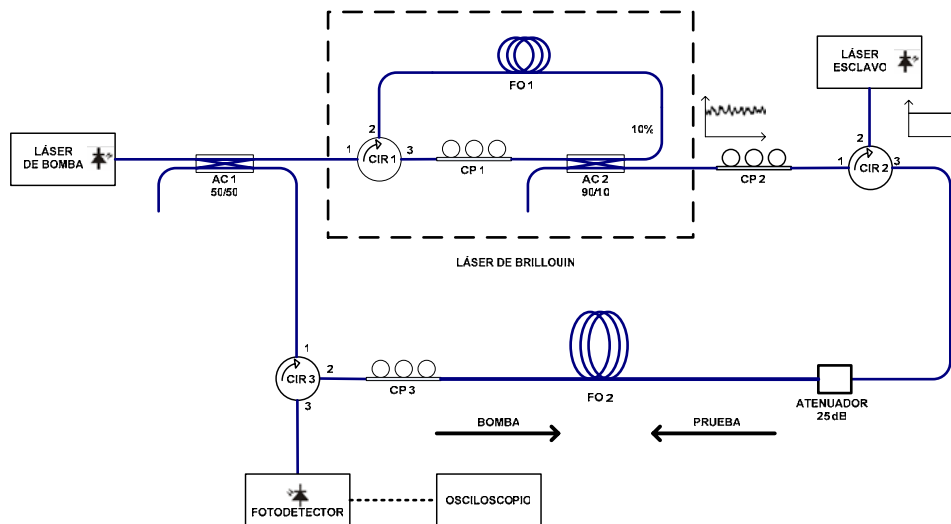 LÁSER
ESCLAVO
FO 1
10%
2
1
CIR 1
3
CP 1
AC 2
90/10
LÁSER
DE BOMBA
AC 1
50/50
CP 2
2
1
CIR 2
3
LÁSER DE BRILLOUIN
1
CIR 3
2
3
CP 3
FO 2
ATENUADOR
25 dB
BOMBA
PRUEBA
FOTODETECTOR
OSCILOSCOPIO